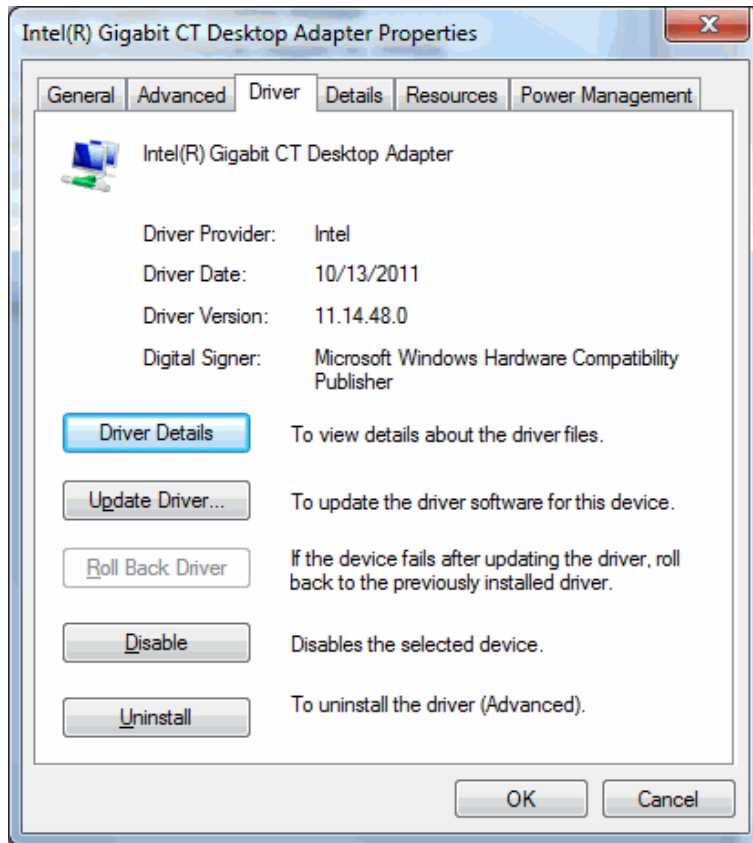 Intel(R) Gigabit CT Desktop Adapter Properties
General Advanced Driver Details Resources Power Management
Intel(R) Gigabit CT Desktop Adapter
Driver Provider: Intel
Driver Date: 10/13/2011
Driver Version: 11.14.48.0
Digital Signer: Microsoft Windows Hardware Compatibility
Publisher
Driver Details To view details about the driver files.
Update Driver... To update the driver software for this device.
Roll Back Driver If the device fails after updating the driver, roll
back to the previously installed driver.
Disable Disables the selected device.
Uninstall To uninstall the driver (Advanced).
OK Cancel